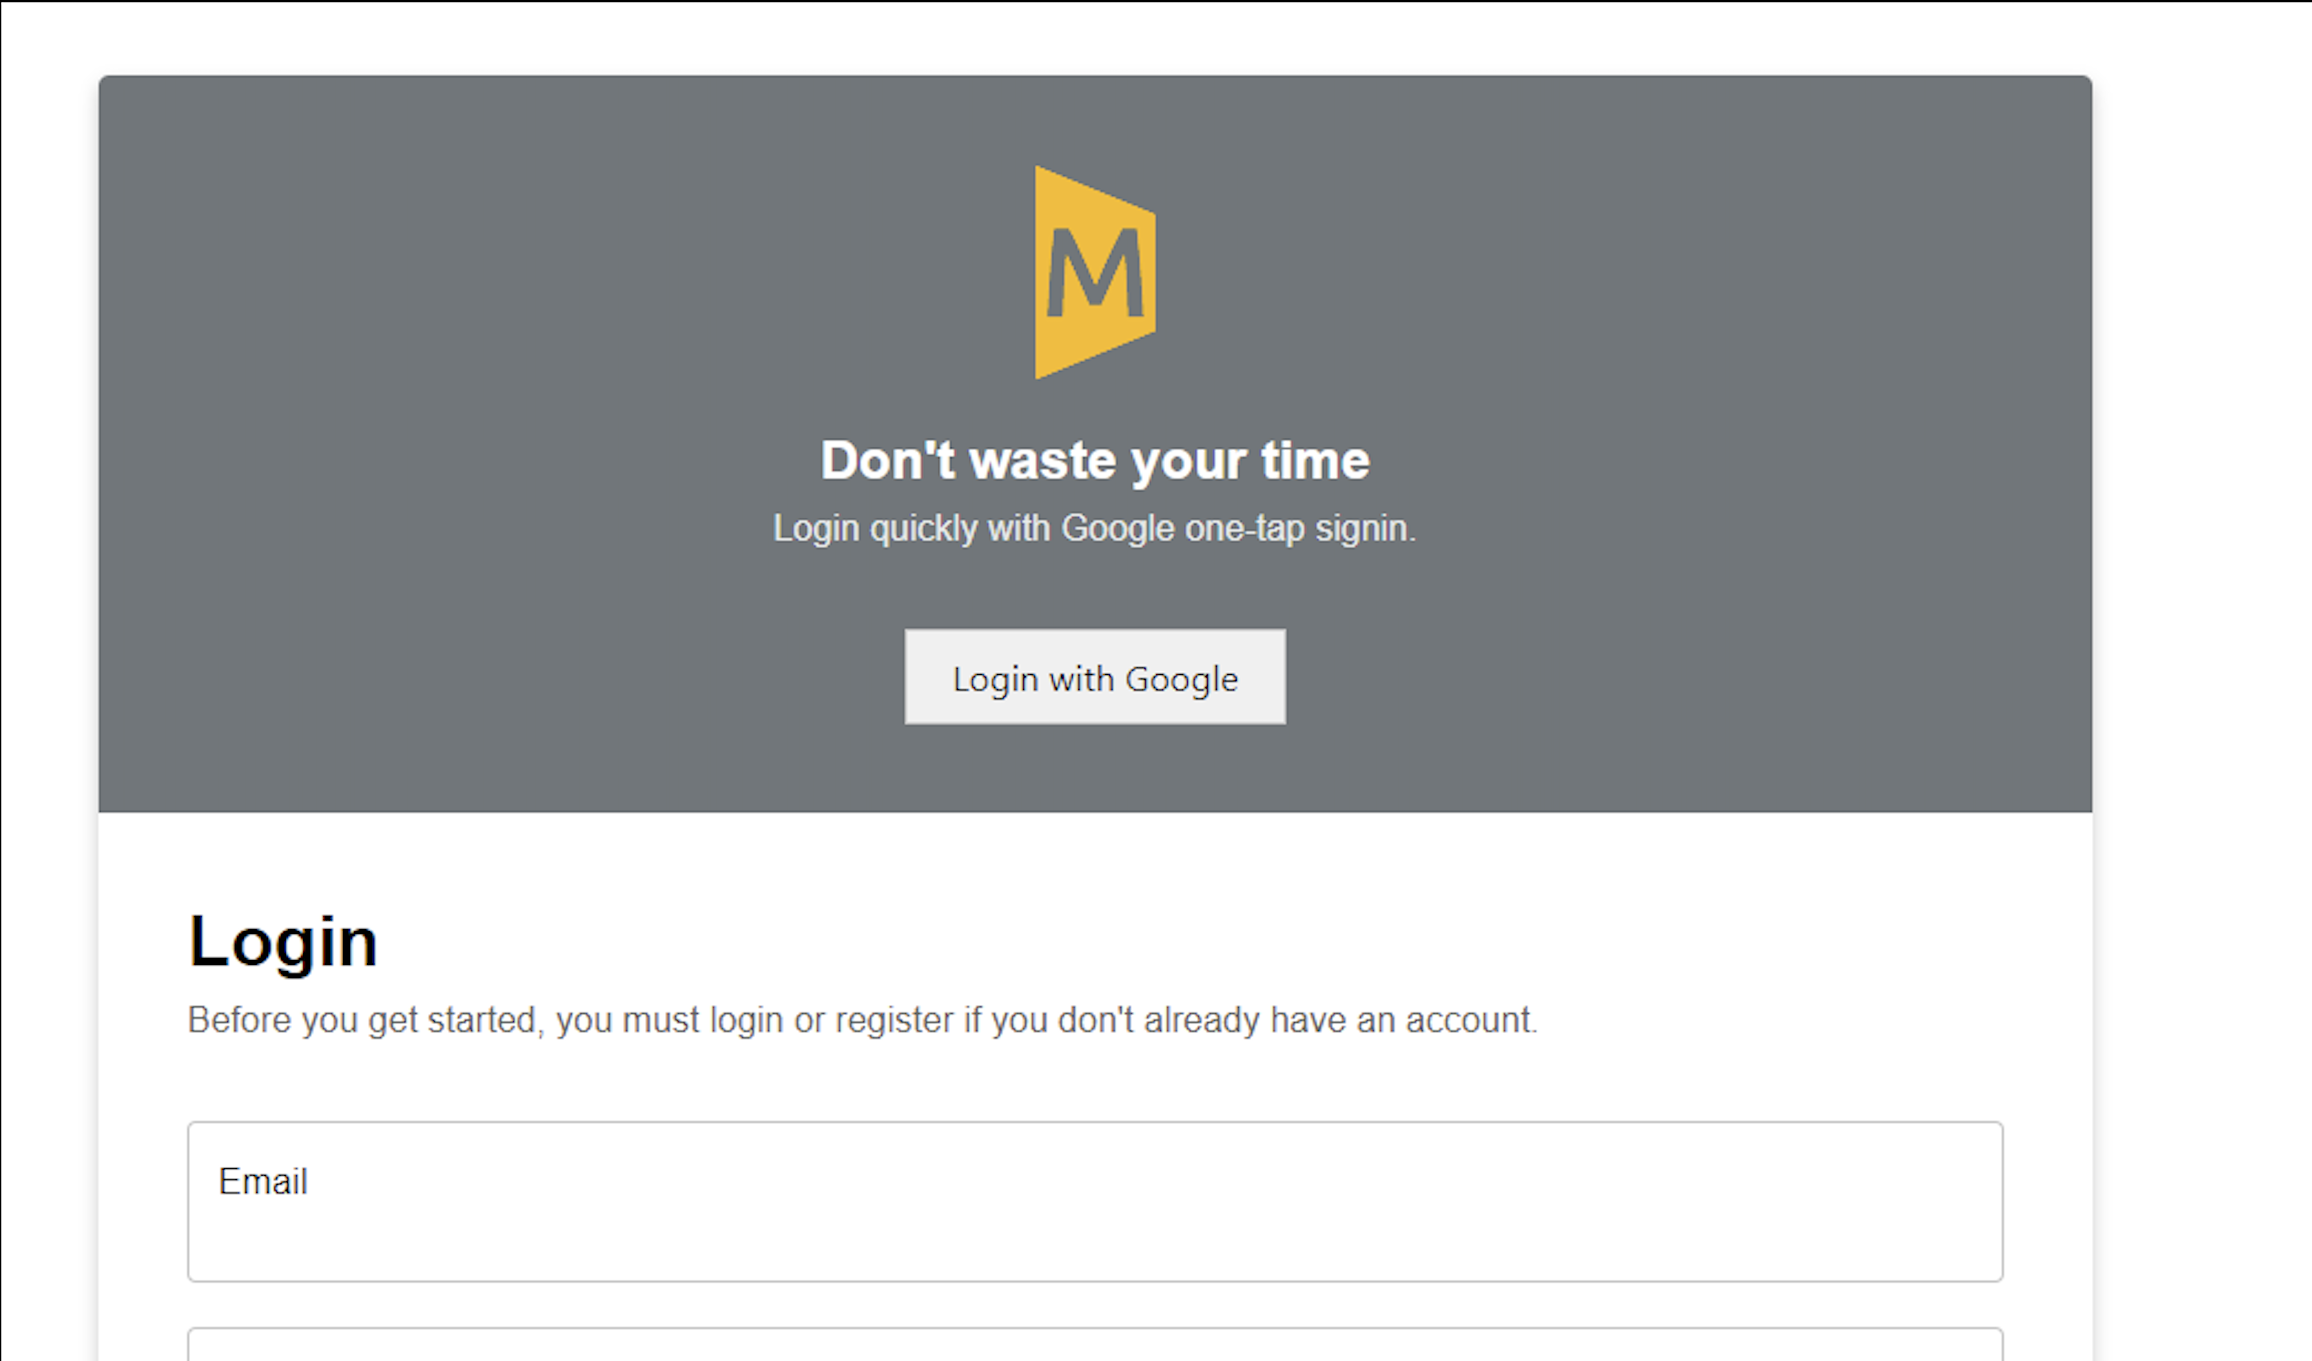 M
Don't waste your time
Login quickly with Google one-tap signin.
Login with Google
Login
Before you get started, you must login or register if you don't already have an account.
Email